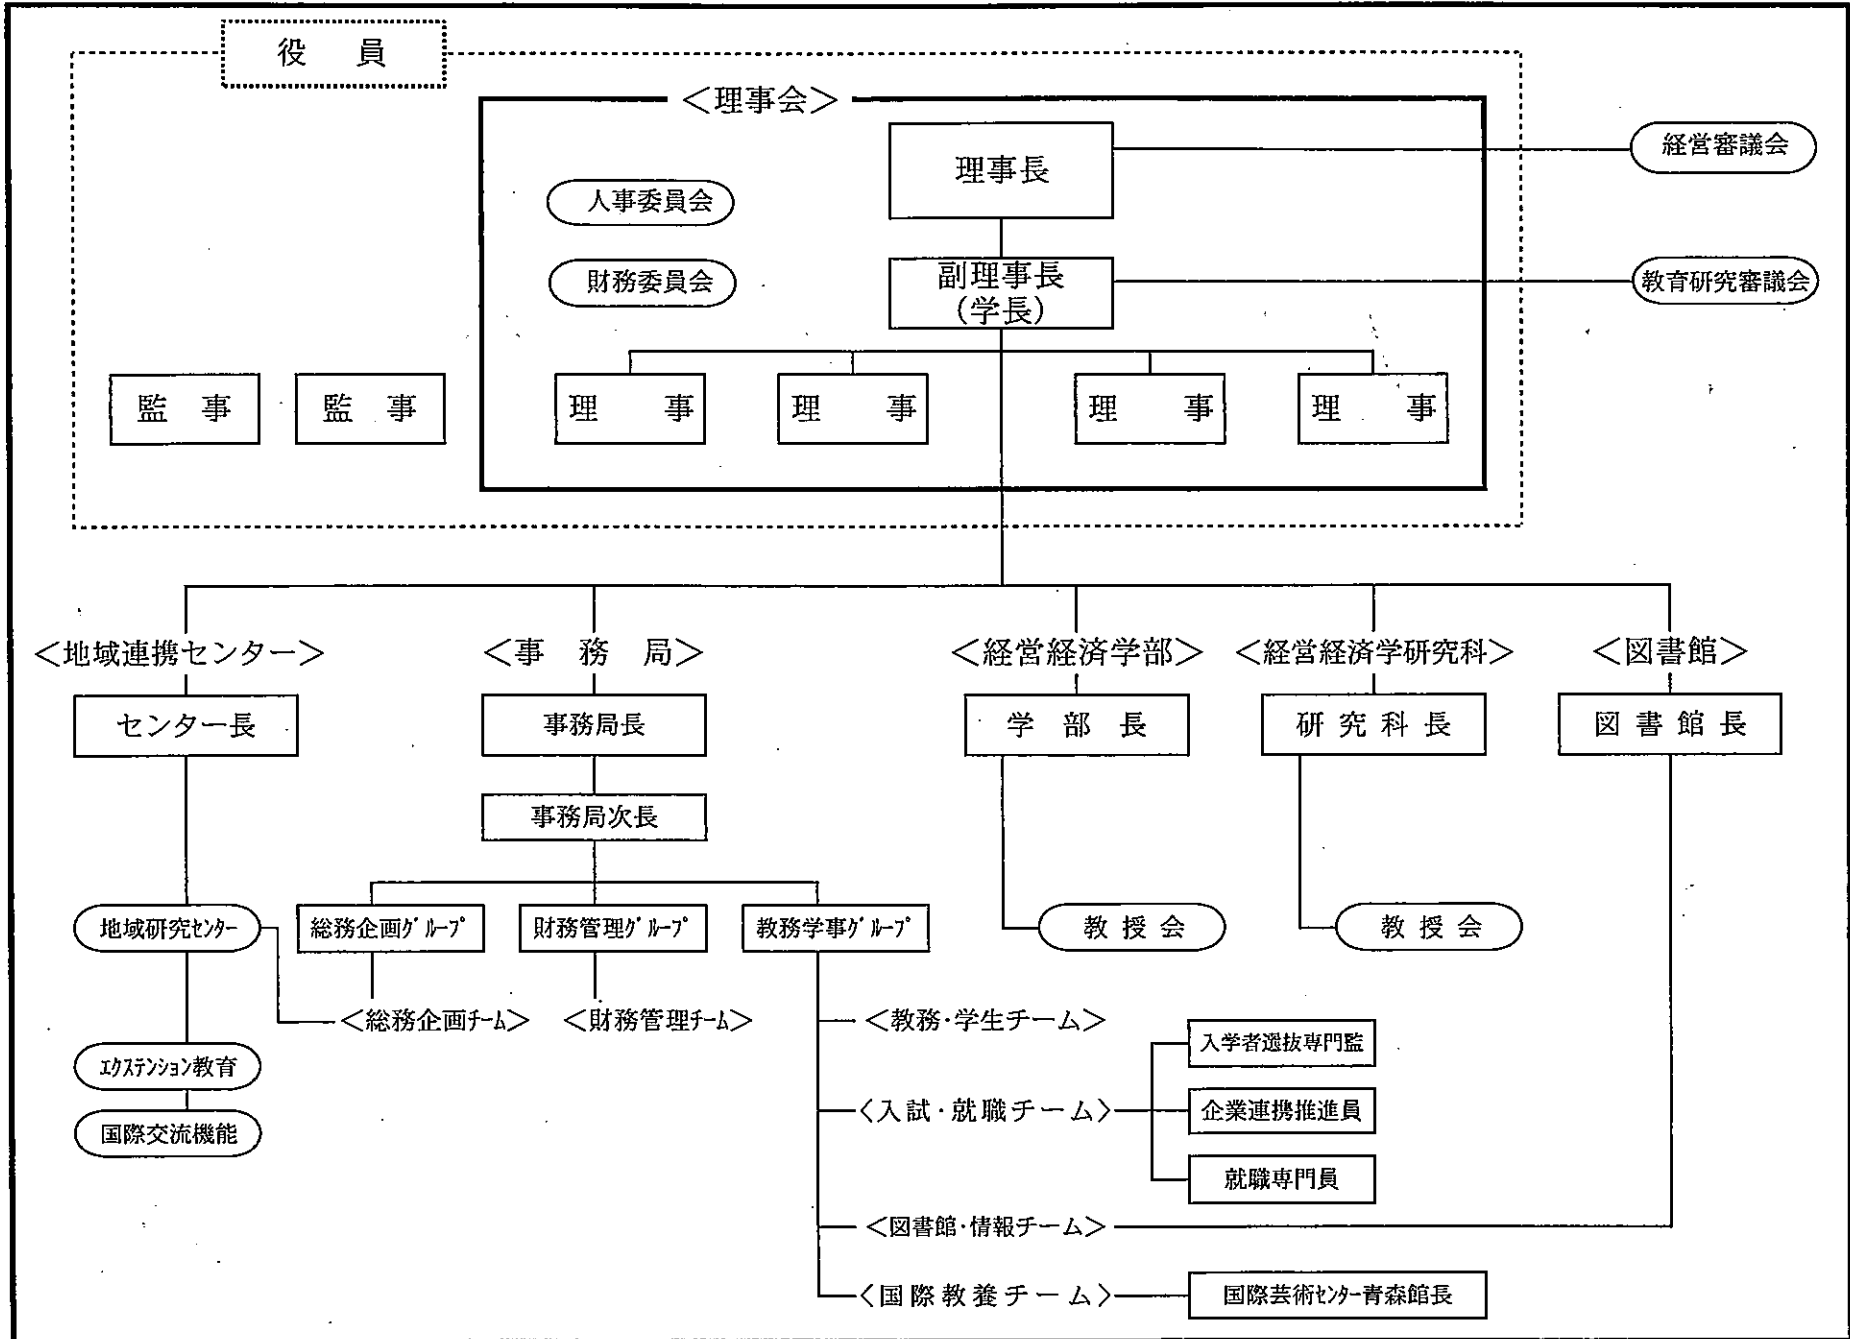 役　員
＜理事会＞
理事長
経営審議会
人事委員会
副理事長
(学長)
財務委員会
教育研究審議会
監　事
監　事
理　事
理　事
理　事
理　事
＜地域連携センター＞
＜事　務　局＞
＜経営経済学部＞
＜経営経済学研究科＞
＜図書館＞
センター長
事務局長
学　部　長
研 究 科 長
図 書 館 長
事務局次長
地域研究ｾﾝﾀｰ
総務企画ｸﾞﾙｰﾌﾟ
財務管理ｸﾞﾙｰﾌﾟ
教務学事ｸﾞﾙｰﾌﾟ
教 授 会
教 授 会
＜総務企画ﾁｰﾑ＞
＜財務管理ﾁｰﾑ＞
＜教務・学生チーム＞
入学者選抜専門監
ｴｸｽﾃﾝｼｮﾝ教育
＜入試・就職チーム＞
企業連携推進員
国際交流機能
就職専門員
＜図書館・情報チーム＞
＜国際教養チーム＞
国際芸術ｾﾝﾀｰ青森館長